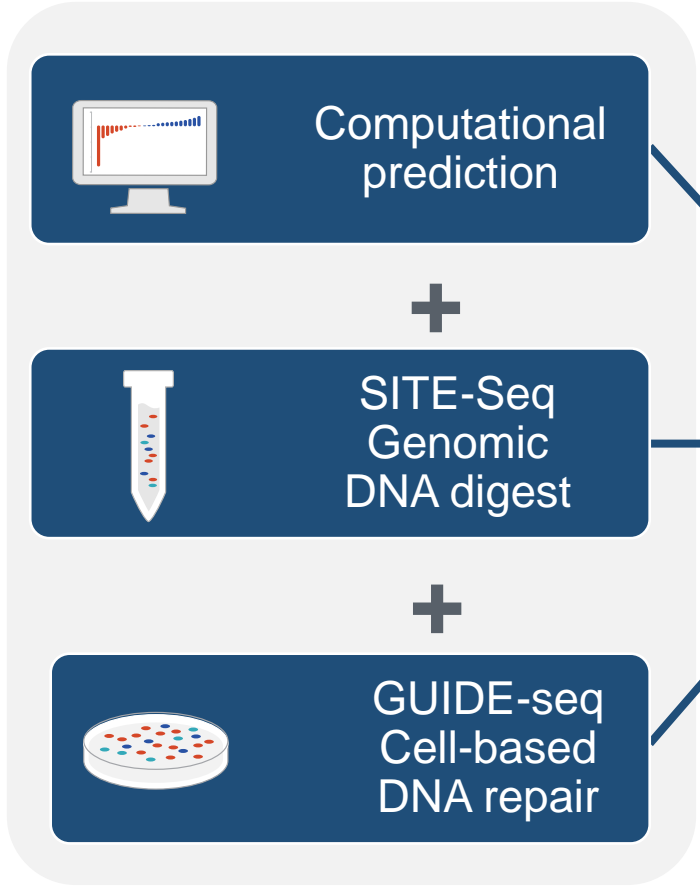 Computational
prediction
+
SITE-Seq
Genomic
DNA digest
+
GUIDE-seq
Cell-based
DNA repair